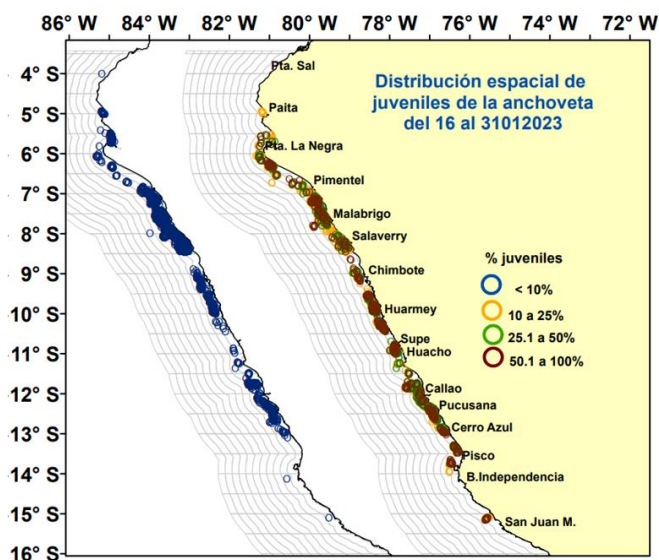 86°W 84°W 82°W 80°W 78°W 76°W 74°W 72°W
4° S
5° S
6° S
7° S
8° S
9° S
10° S
11° S
12° S
13° S
14° S
15° S
16° S
Pta. Sal
Paita
Pta. La Negra
Pimentel
Malabrigo
Salaverry
Chimbote
Huarmey
Supe
Huacho
Callao
Pucusana
Cerro Azul
Pisco
B.Independencia
San Juan M.
Distribución espacial de
juveniles de la anchoveta
del 16 al 31012023
% juveniles
< 10%
10 a 25%
25.1 a 50%
50.1 a 100%